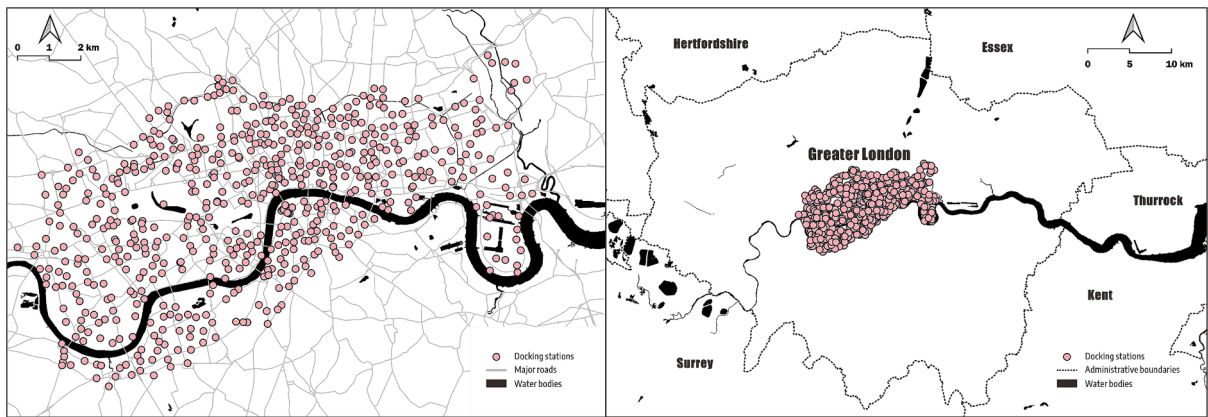 0 1 2 km
Docking stations
Major roads
Water bodies
Hertfordshire
Essex
0 5 10 km
Greater London
Thurrock
Kent
Surrey
Docking stations
Administrative boundaries
Water bodies